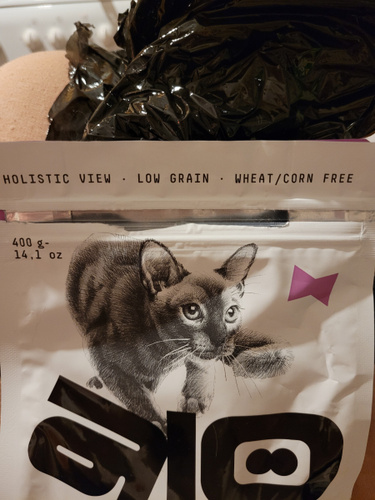 HOLISTIC VIEW · LOW GRAIN · WHEAT/CORN FREE
400 g-
14,1 oz